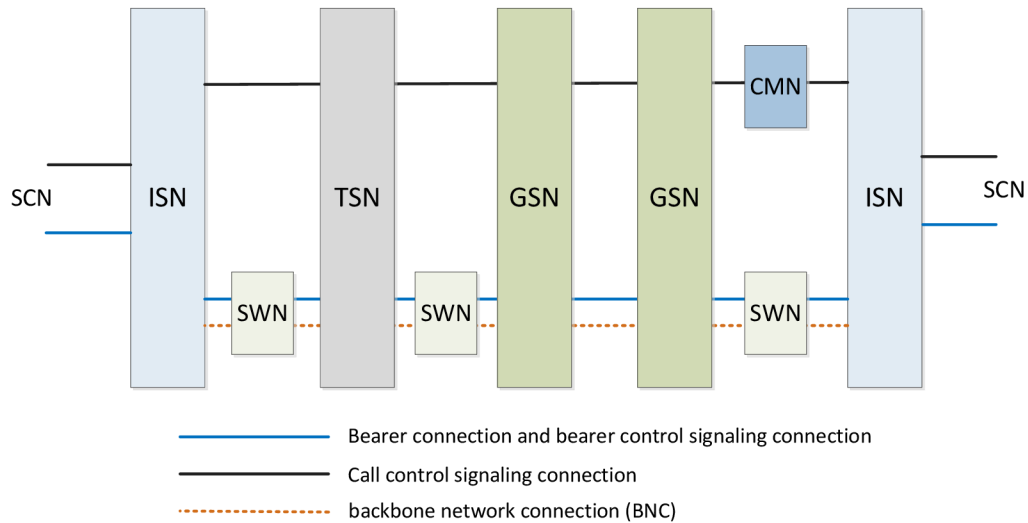 CMN
SCN
ISN
TSN
GSN
GSN
ISN
SCN
SWN
SWN
SWN
Bearer connection and bearer control signaling connection
Call control signaling connection
backbone network connection (BNC)